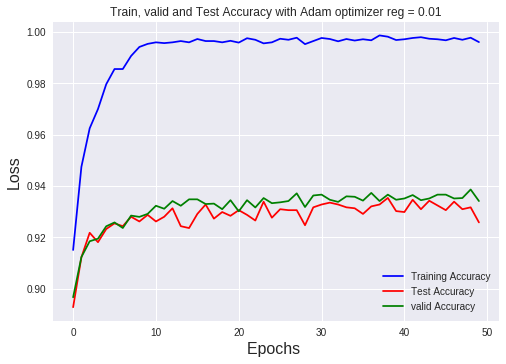 Train, valid and Test Accuracy with Adam optimizer reg = 0.01
1.00
0.98
0.96
0.94
0.92
0.90
Loss
0
10
20
30
40
50
Epochs
Training Accuracy
Test Accuracy
valid Accuracy